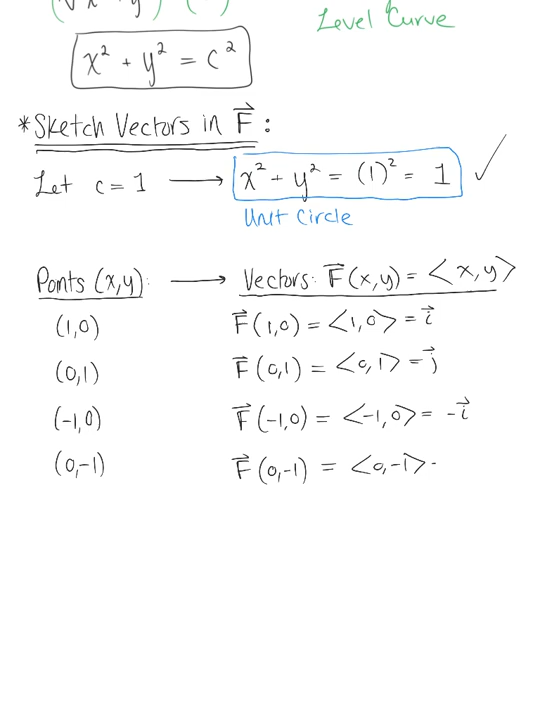 Level Curve
x² + y² = c²
*Sketch Vectors in F⃗ :
Let c = 1 ⟶ x² + y² = (1)² = 1 ✓
Unit Circle
Ponts (x,y): ⟶ Vectors: F⃗(x,y) = <x,y>
(1,0) F⃗(1,0) = <1,0> = i⃗
(0,1) F⃗(0,1) = <0,1> = j⃗
(-1,0) F⃗(-1,0) = <-1,0> = -i⃗
(0,-1) F⃗(0,-1) = <0,-1> -